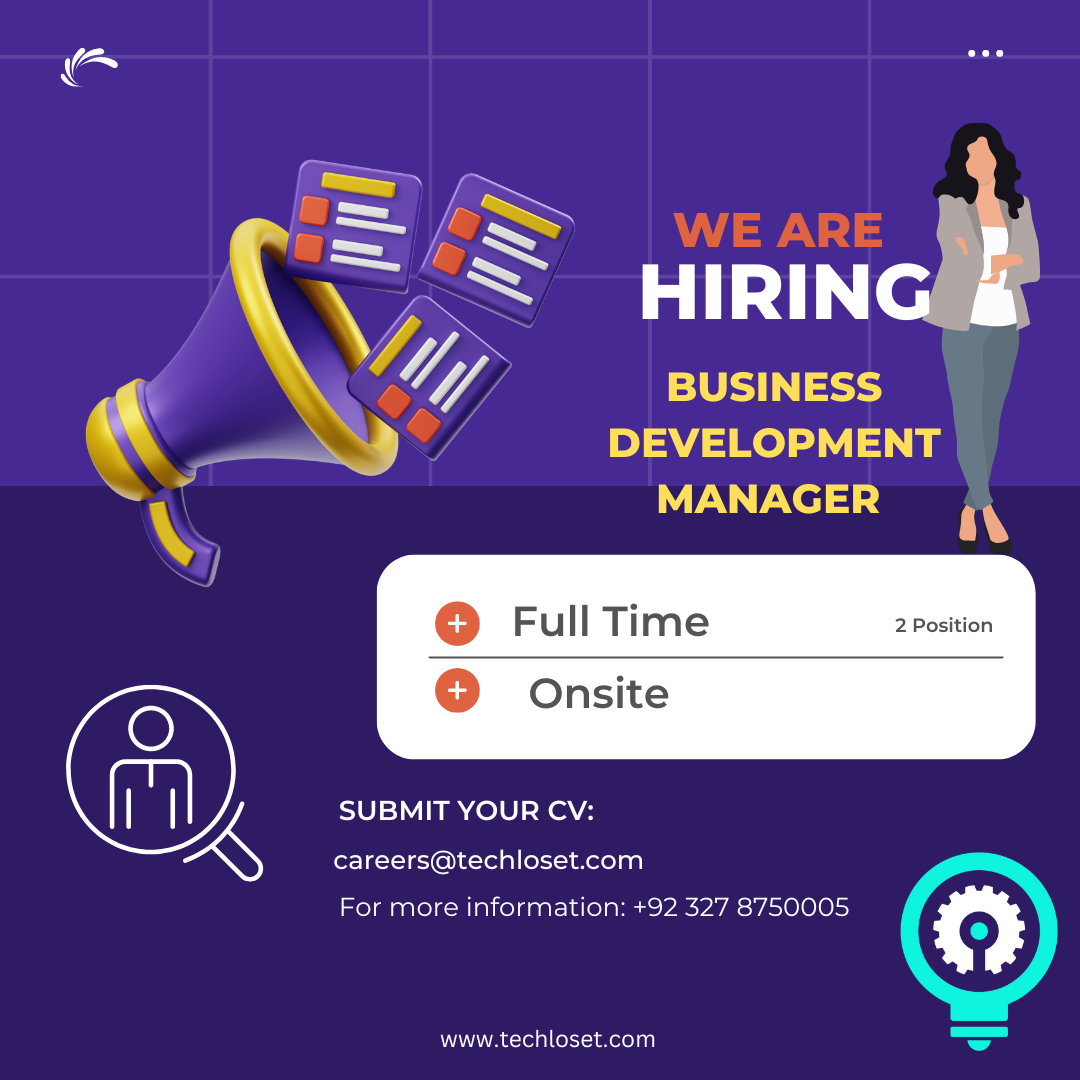 WE ARE
HIRING
BUSINESS
DEVELOPMENT
MANAGER
Full Time
2 Position
Onsite
SUBMIT YOUR CV:
careers@techloset.com
For more information: +92 327 8750005
www.techloset.com